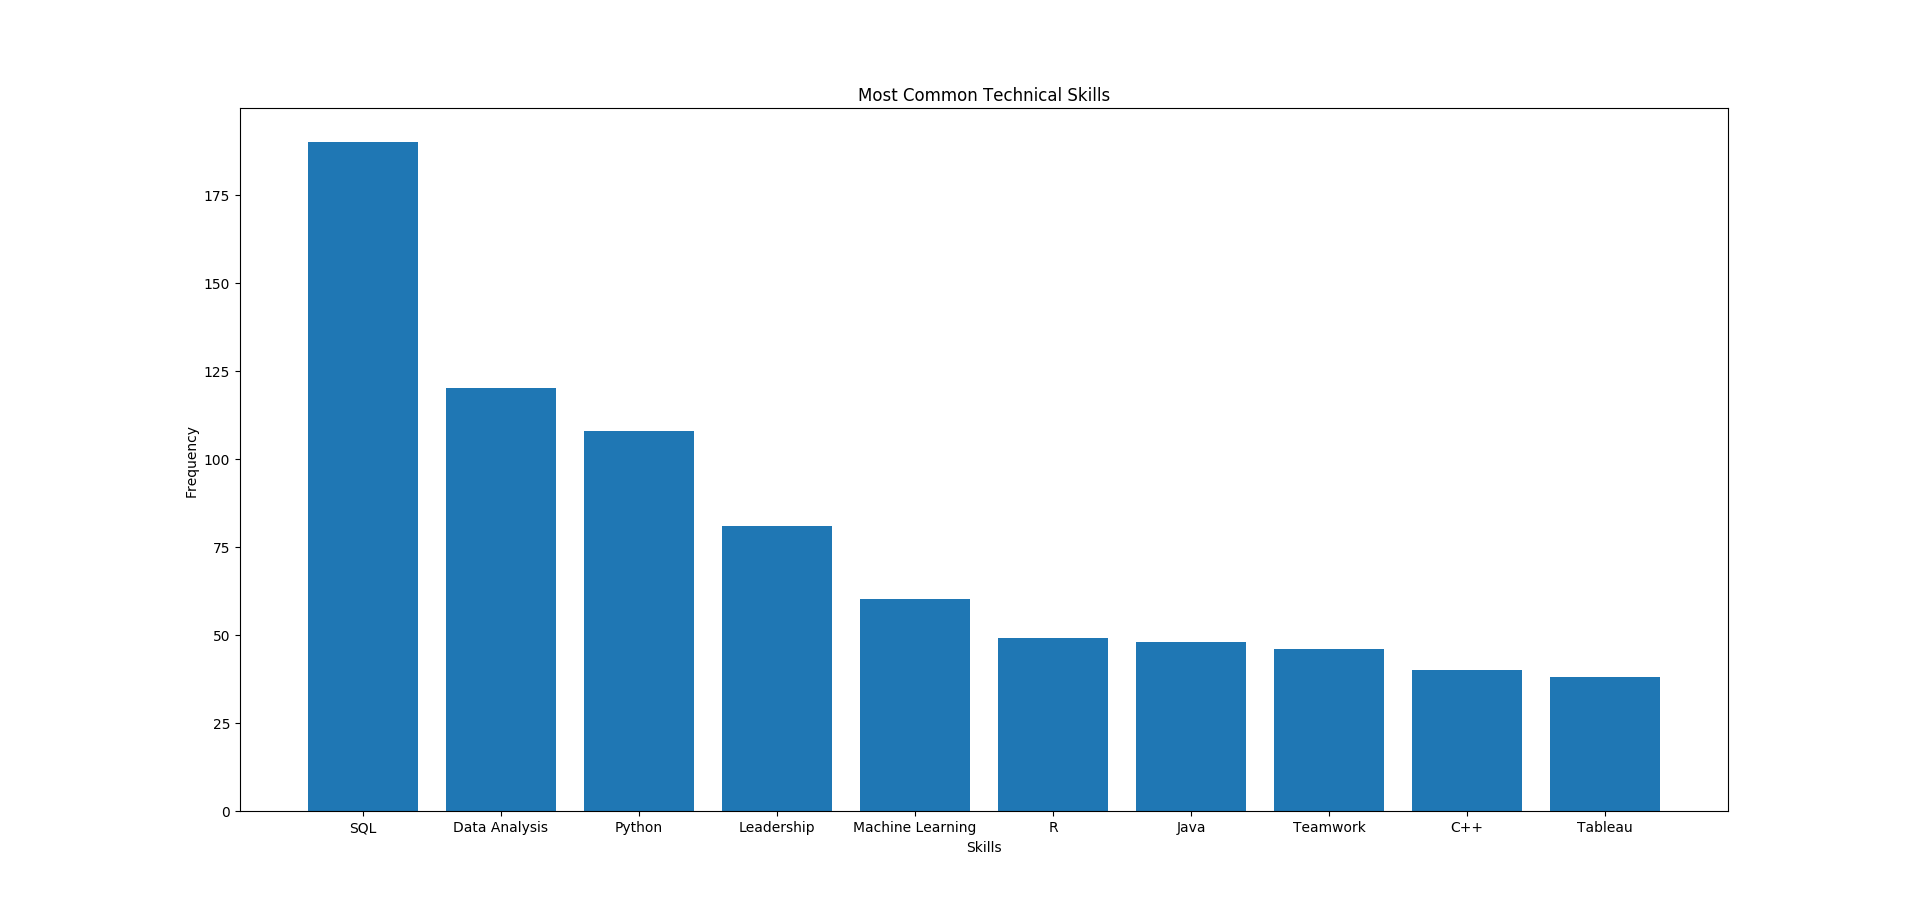 Most Common Technical Skills
175
150
125
100
75
50
25
0
Frequency
SQL Data Analysis Python Leadership Machine Learning R Java Teamwork C++ Tableau
Skills